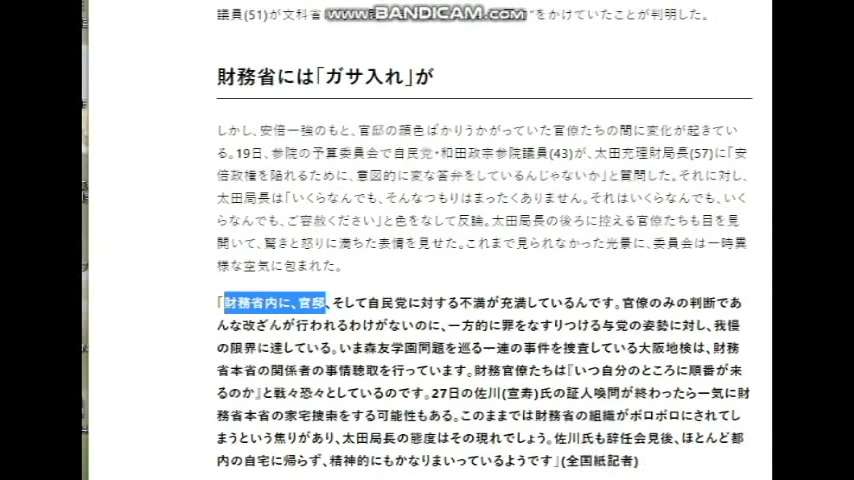 議員(51)が文科省
www.BANDICAM.com
"をかけていたことが判明した。
財務省には「ガサ入れ」が
しかし、安倍一強のもと、官邸の顔色ばかりうかがっていた官僚たちの間に変化が起きてい
る。19日、参院の予算委員会で自民党・和田政宗参院議員(43)が、太田充理財局長(57)に「安
倍政権を陥れるために、意図的に変な答弁をしているんじゃないか」と質問した。それに対し、
太田局長は「いくらなんでも、そんなつもりはまったくありません。それはいくらなんでも、いく
らなんでも、ご容赦ください」と色をなして反論。太田局長の後ろに控える官僚たちも目を見
開いて、驚きと怒りに満ちた表情を見せた。これまで見られなかった光景に、委員会は一時異
様な空気に包まれた。
「財務省内に、官邸、そして自民党に対する不満が充満しているんです。官僚のみの判断であ
んな改ざんが行われるわけがないのに、一方的に罪をなすりつける与党の姿勢に対し、我慢
の限界に達している。いま森友学園問題を巡る一連の事件を捜査している大阪地検は、財務
省本省の関係者の事情聴取を行っています。財務官僚たちは『いつ自分のところに順番が来
るのか』と戦々恐々としているのです。27日の佐川(宣寿)氏の証人喚問が終わったら一気に財
務省本省の家宅捜索をする可能性もある。このままでは財務省の組織がボロボロにされてし
まうという焦りがあり、太田局長の態度はその現れでしょう。佐川氏も辞任会見後、ほとんど都
内の自宅に帰らず、精神的にもかなりまいっているようです」(全国紙記者)